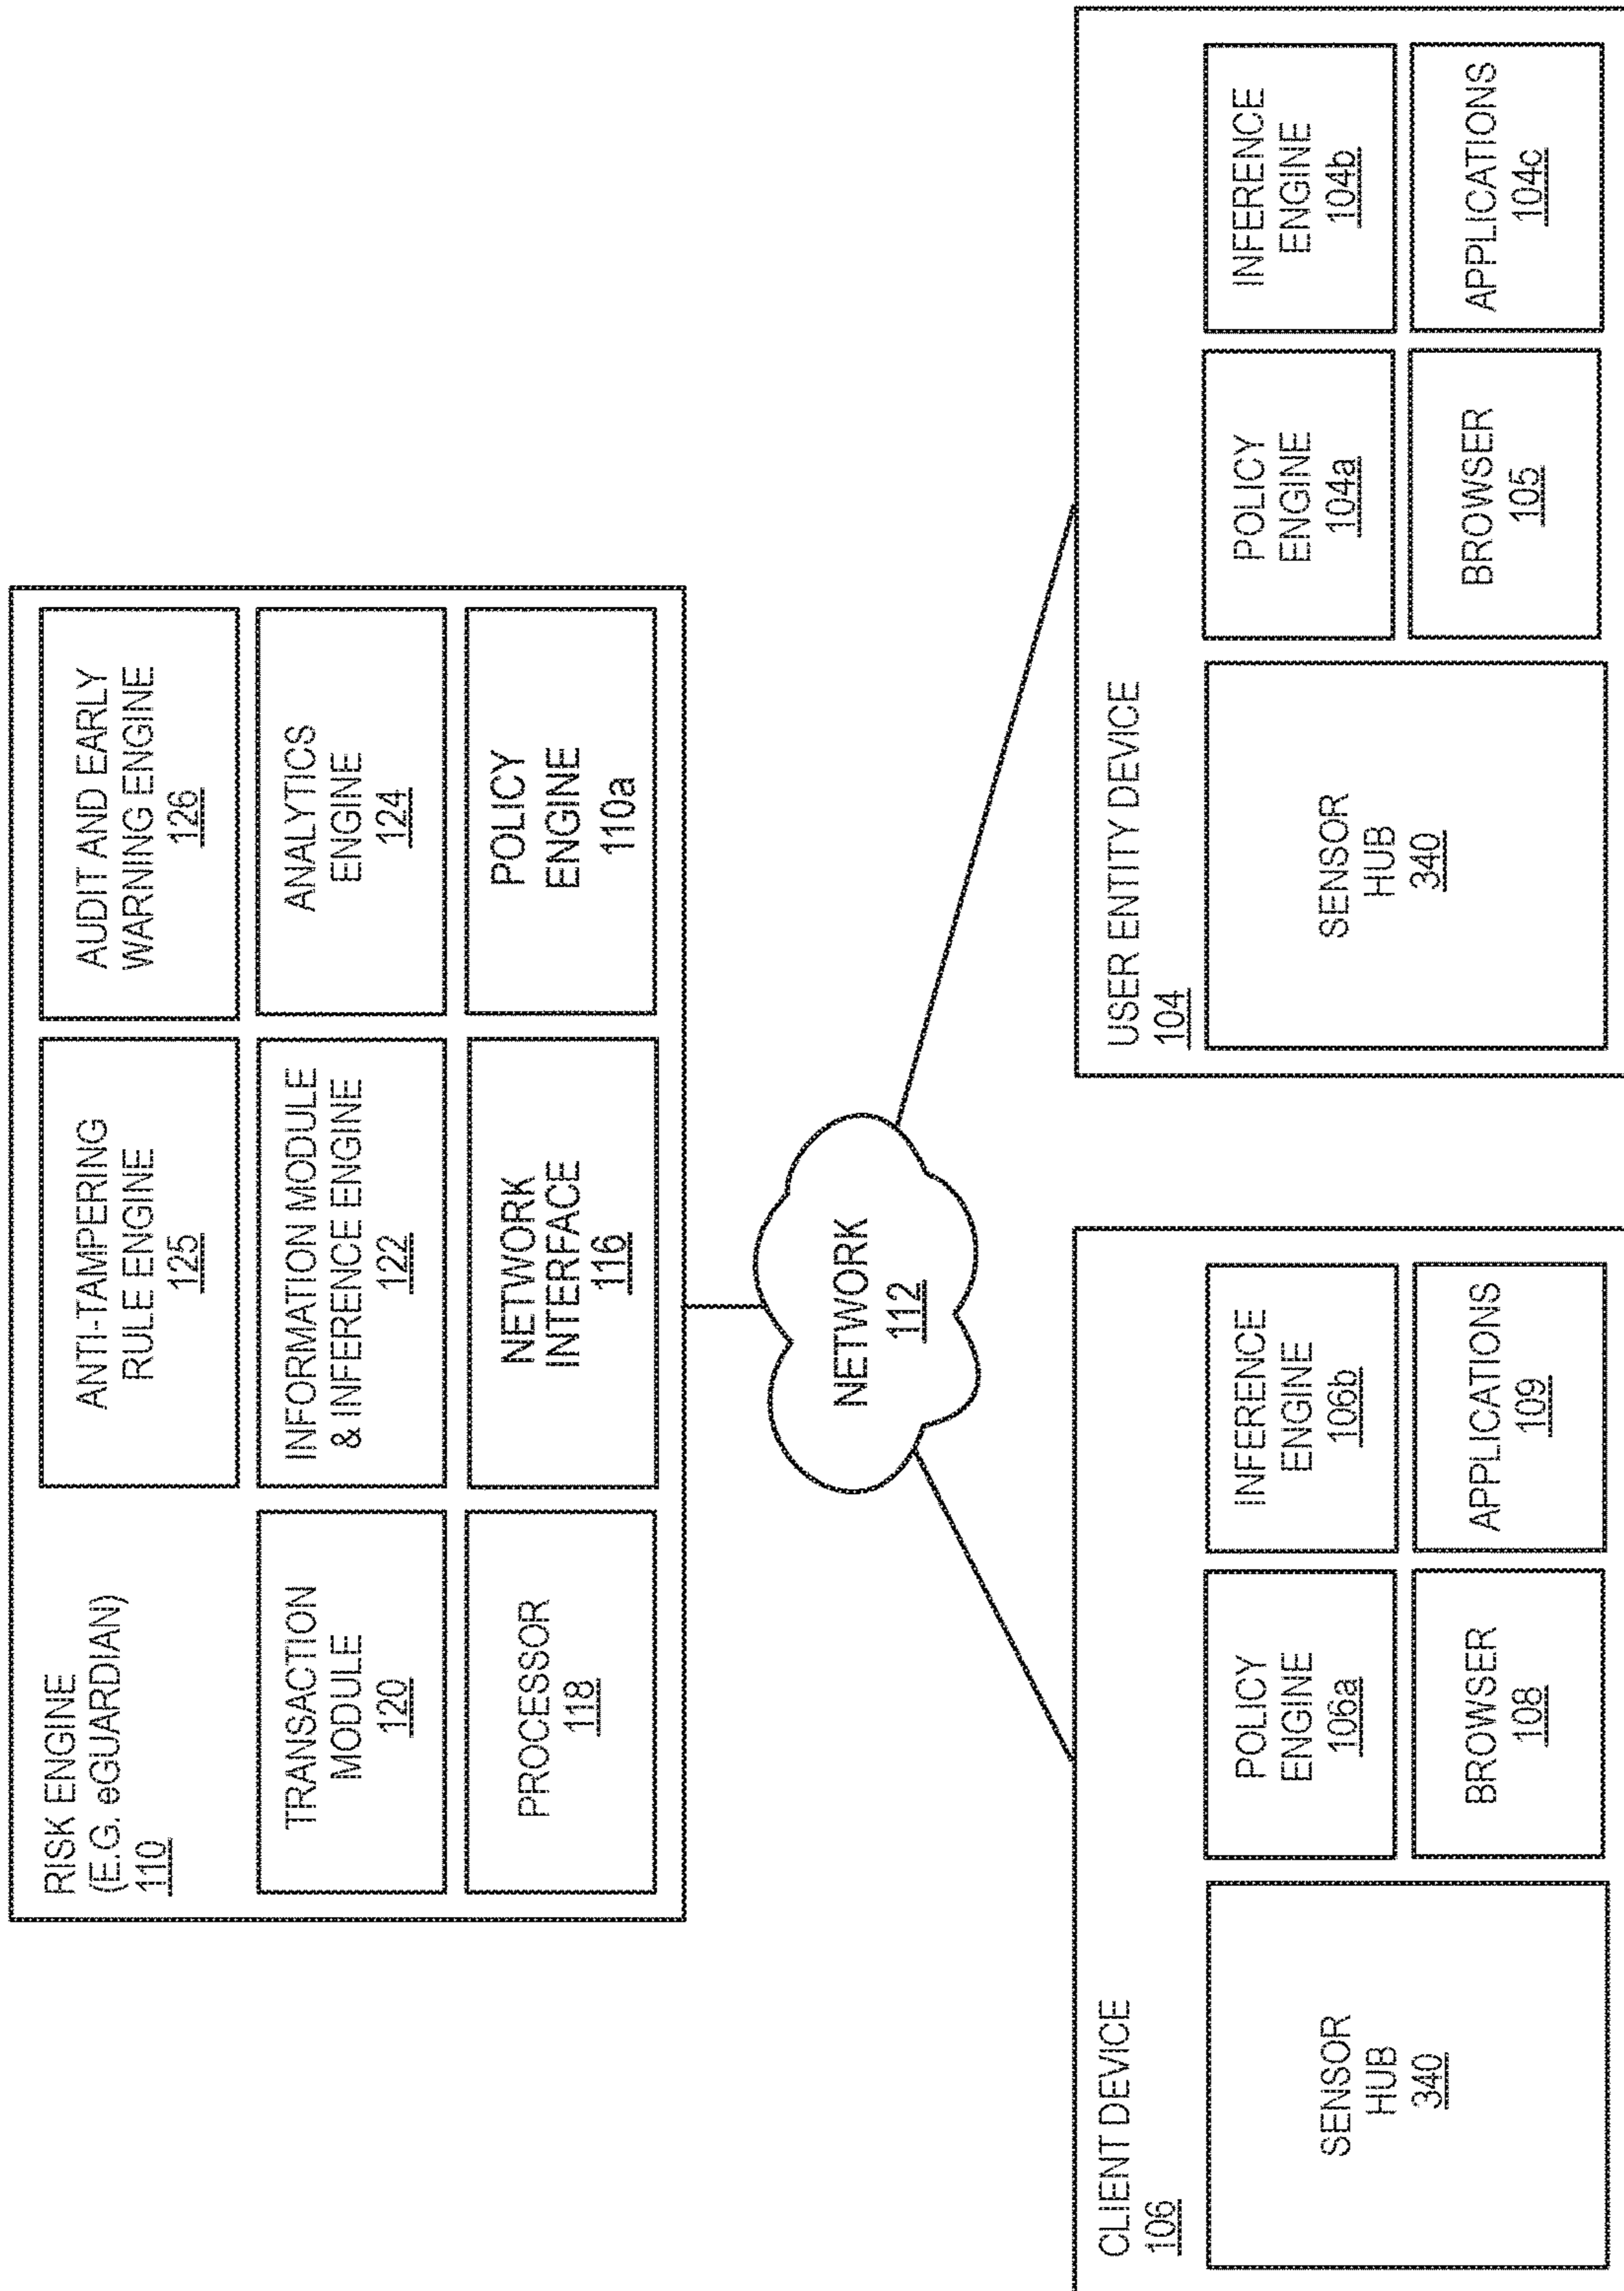 RISK ENGINE
(E.G. eGUARDIAN)
110
ANTI-TAMPERING
RULE ENGINE
125
AUDIT AND EARLY
WARNING ENGINE
126
TRANSACTION
MODULE
120
INFORMATION MODULE
& INFERENCE ENGINE
122
ANALYTICS
ENGINE
124
PROCESSOR
118
NETWORK
INTERFACE
116
POLICY
ENGINE
110a
NETWORK
112
CLIENT DEVICE
106
SENSOR
HUB
340
POLICY
ENGINE
106a
INFERENCE
ENGINE
106b
BROWSER
108
APPLICATIONS
109
USER ENTITY DEVICE
104
SENSOR
HUB
340
POLICY
ENGINE
104a
INFERENCE
ENGINE
104b
BROWSER
105
APPLICATIONS
104c